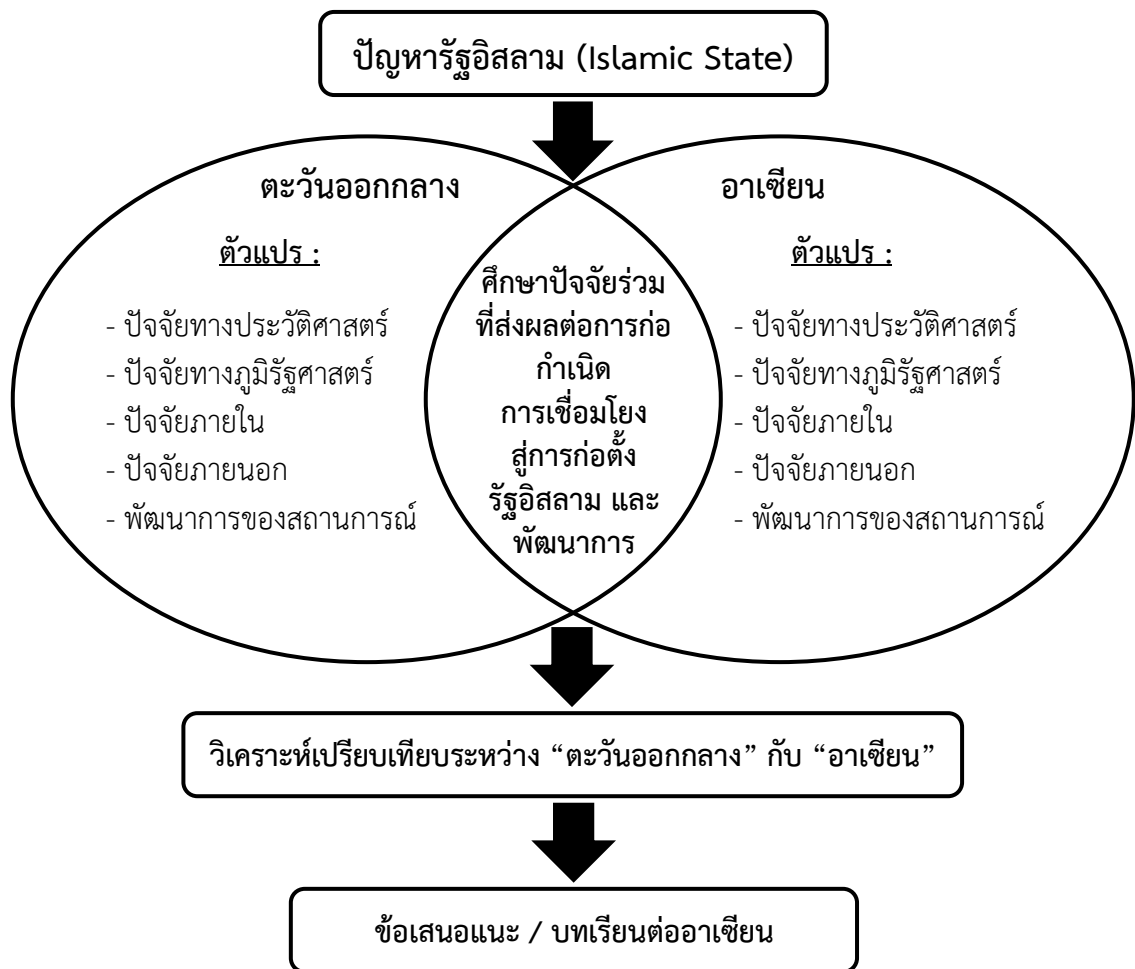 ปัญหารัฐอิสลาม (Islamic State)
ตะวันออกกลาง
ตัวแปร :
- ปัจจัยทางประวัติศาสตร์
- ปัจจัยทางภูมิรัฐศาสตร์
- ปัจจัยภายใน
- ปัจจัยภายนอก
- พัฒนาการของสถานการณ์
ศึกษาปัจจัยร่วม
ที่ส่งผลต่อการก่อ
กำเนิด
การเชื่อมโยง
สู่การก่อตั้ง
รัฐอิสลาม และ
พัฒนาการ
อาเซียน
ตัวแปร :
- ปัจจัยทางประวัติศาสตร์
- ปัจจัยทางภูมิรัฐศาสตร์
- ปัจจัยภายใน
- ปัจจัยภายนอก
- พัฒนาการของสถานการณ์
วิเคราะห์เปรียบเทียบระหว่าง “ตะวันออกกลาง” กับ “อาเซียน”
ข้อเสนอแนะ / บทเรียนต่ออาเซียน